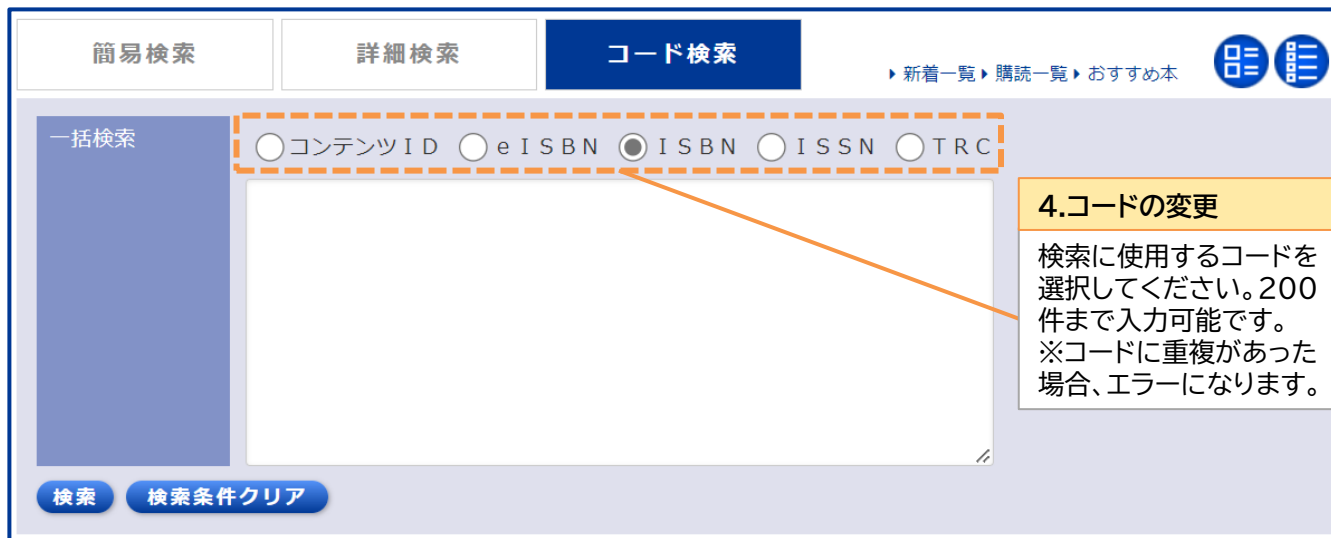 簡易検索
詳細検索
コード検索
新着一覧 購読一覧 おすすめ本
一括検索
コンテンツＩＤ ｅＩＳＢＮ ＩＳＢＮ ＩＳＳＮ ＴＲＣ
4.コードの変更
検索に使用するコードを
選択してください。200
件まで入力可能です。
※コードに重複があった
場合、エラーになります。
検索 検索条件クリア